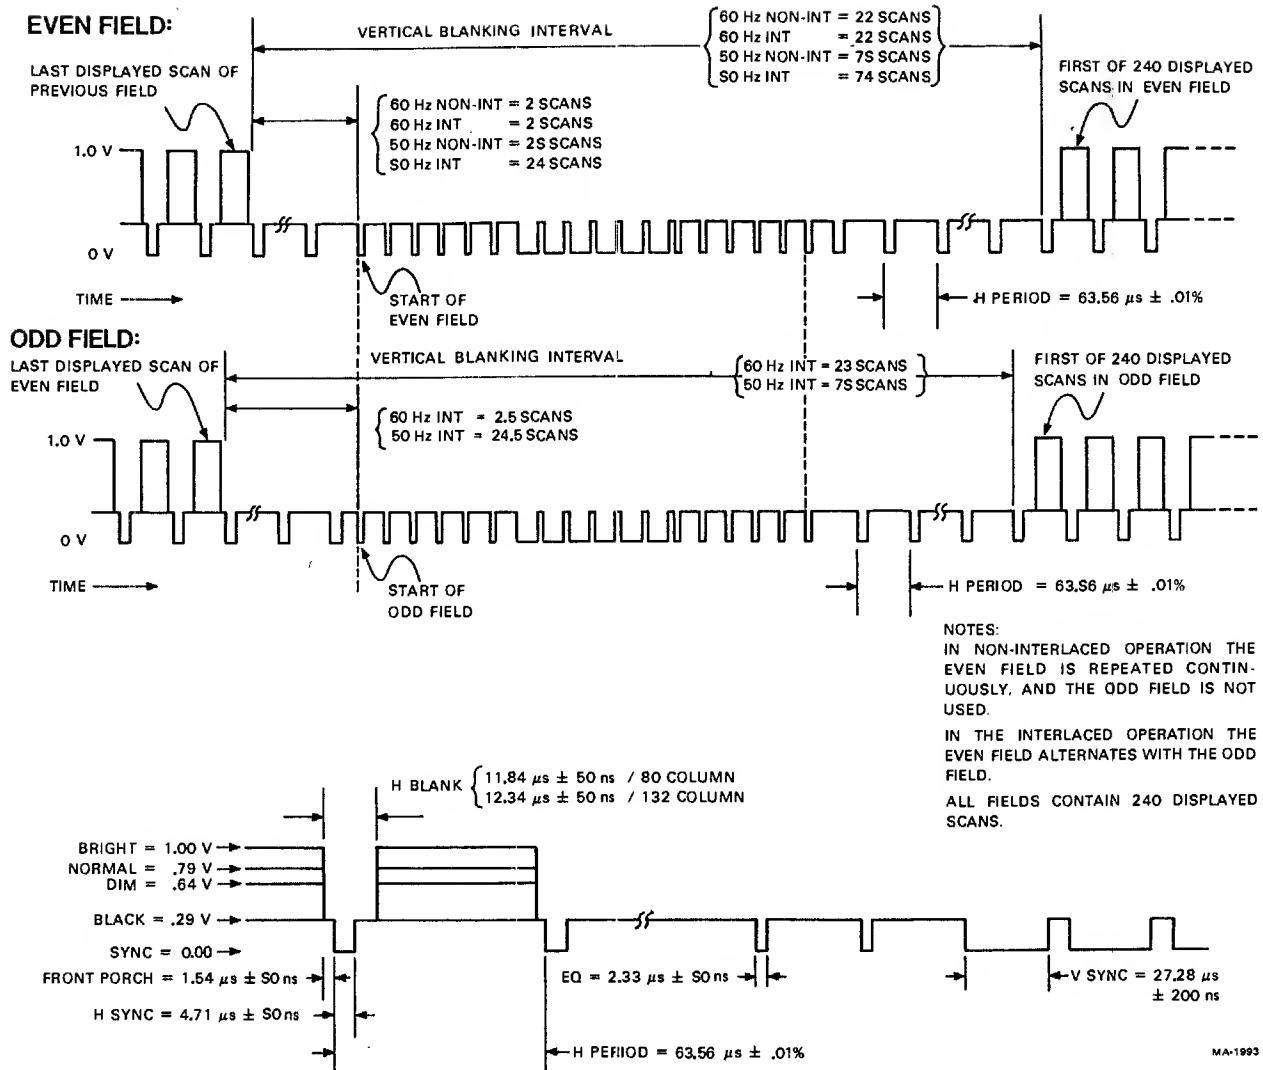 EVEN FIELD:
LAST DISPLAYED SCAN OF
PREVIOUS FIELD
VERTICAL BLANKING INTERVAL
60 Hz NON-INT = 22 SCANS
60 Hz INT = 22 SCANS
50 Hz NON-INT = 7S SCANS
S0 Hz INT = 74 SCANS
FIRST OF 240 DISPLAYED
SCANS IN EVEN FIELD
60 Hz NON-INT = 2 SCANS
60 Hz INT = 2 SCANS
50 Hz NON-INT = 2S SCANS
S0 Hz INT = 24 SCANS
1.0 V
0 V
TIME
START OF
EVEN FIELD
H PERIOD = 63.56 μs ± .01%
ODD FIELD:
LAST DISPLAYED SCAN OF
EVEN FIELD
VERTICAL BLANKING INTERVAL
60 Hz INT = 23 SCANS
50 Hz INT = 7S SCANS
FIRST OF 240 DISPLAYED
SCANS IN ODD FIELD
60 Hz INT = 2.5 SCANS
50 Hz INT = 24.5 SCANS
1.0 V
0 V
TIME
START OF
ODD FIELD
H PERIOD = 63.S6 μs ± .01%
NOTES:
IN NON-INTERLACED OPERATION THE
EVEN FIELD IS REPEATED CONTIN-
UOUSLY, AND THE ODD FIELD IS NOT
USED.
IN THE INTERLACED OPERATION THE
EVEN FIELD ALTERNATES WITH THE ODD
FIELD.
ALL FIELDS CONTAIN 240 DISPLAYED
SCANS.
H BLANK
11.84 μs ± 50 ns / 80 COLUMN
12.34 μs ± 50 ns / 132 COLUMN
BRIGHT = 1.00 V
NORMAL = .79 V
DIM = .64 V
BLACK = .29 V
SYNC = 0.00
FRONT PORCH = 1.54 μs ± S0 ns
EQ = 2.33 μs ± S0 ns
V SYNC = 27.28 μs
± 200 ns
H SYNC = 4.71 μs ± S0 ns
H PERIOD = 63.56 μs ± .01%
MA-1993